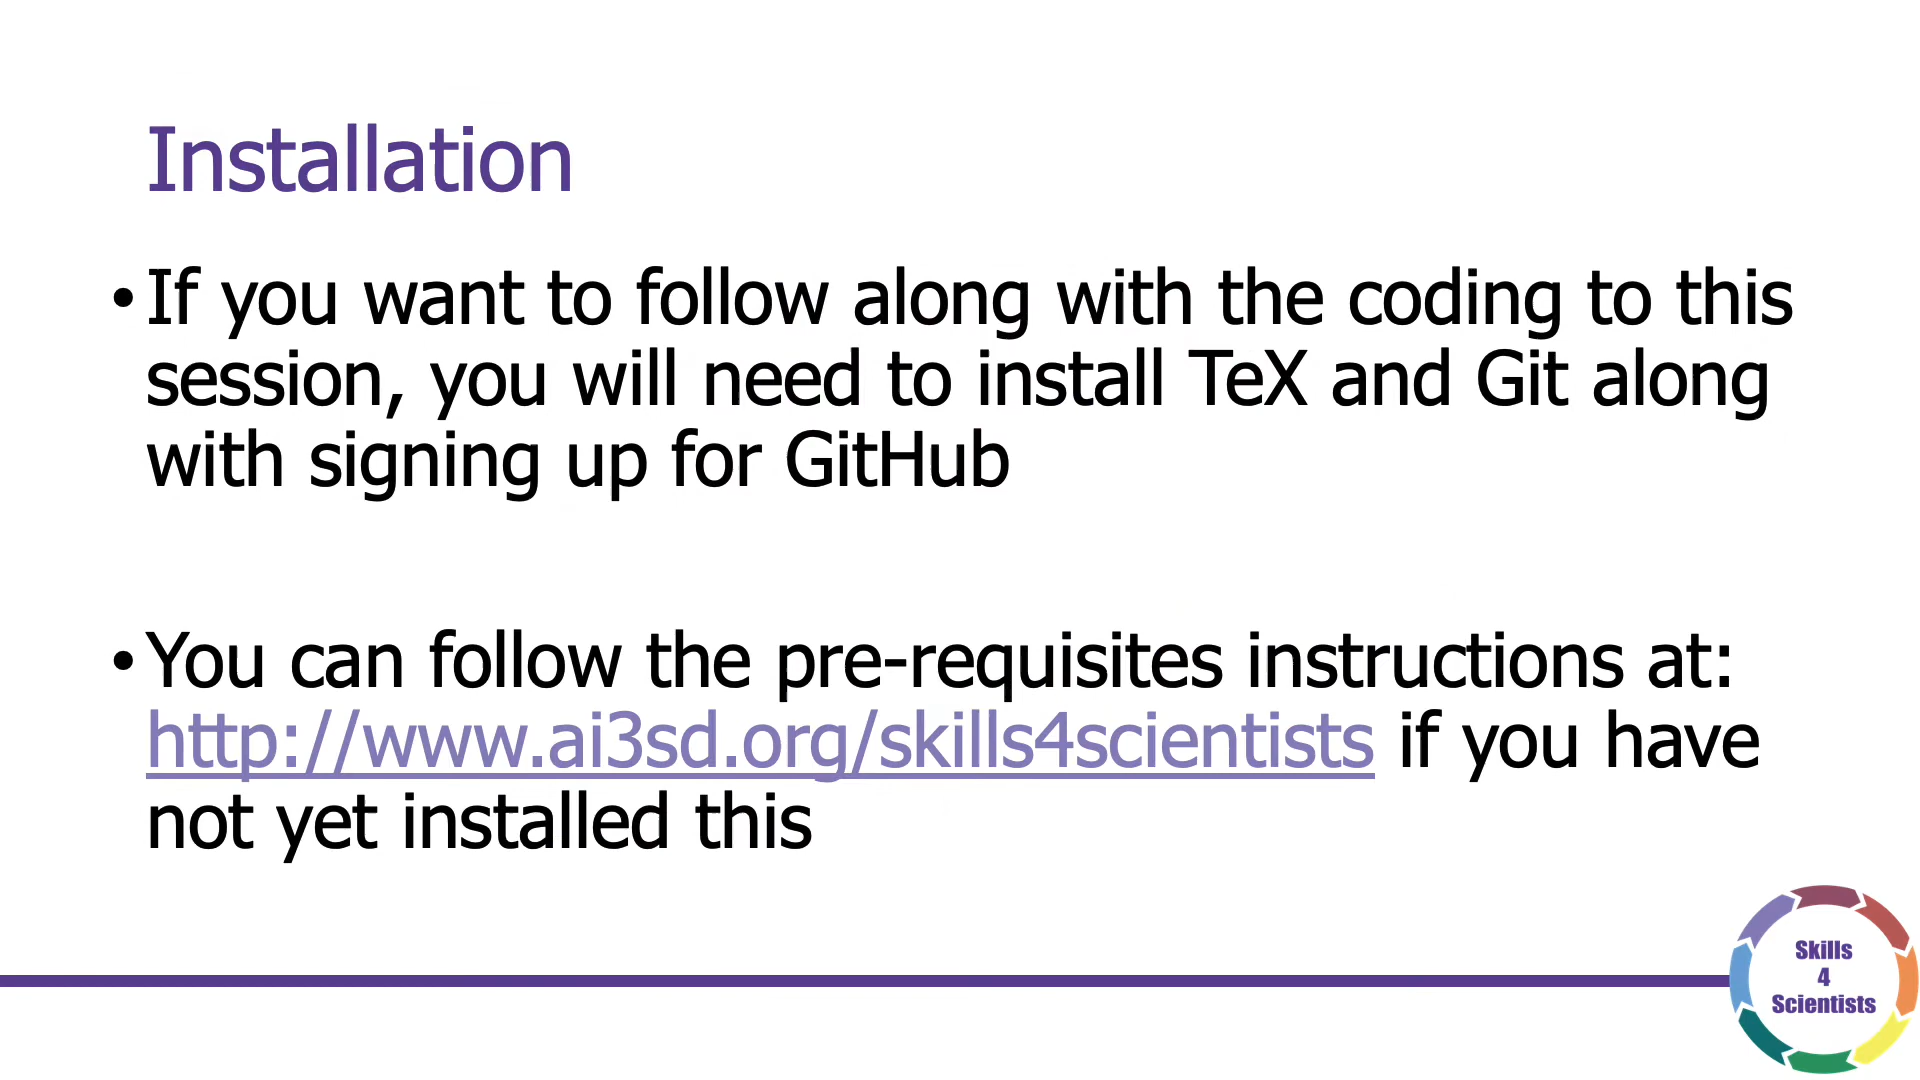 Installation
• If you want to follow along with the coding to this
session, you will need to install TeX and Git along
with signing up for GitHub
• You can follow the pre-requisites instructions at:
http://www.ai3sd.org/skills4scientists if you have
not yet installed this
Skills
4
Scientists